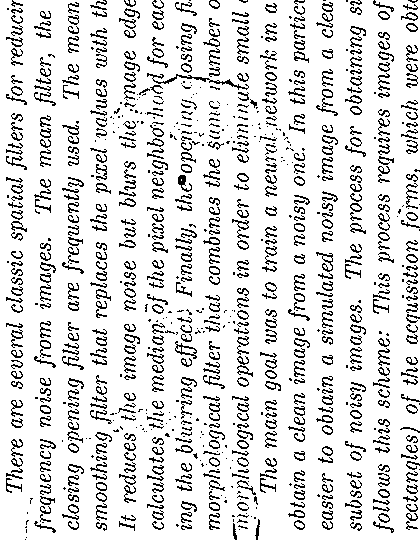 There are several classic spatial filters for reducin
frequency noise from images. The mean filter, the
closing opening filter are frequently used. The mean
smoothing filter that replaces the pixel values with th
It reduces the image noise but blurs the image edge
calculates the median of the pixel neighborhood for eac
ing the blurring effect. Finally, the opening closing fi
morphological filter that combines the same number o
morphological operations in order to eliminate small
The main goal was to train a neural network in a
obtain a clean image from a noisy one. In this particu
easier to obtain a simulated noisy image from a clea
subset of noisy images. The process for obtaining si
follows this scheme: This process requires images of
rectangles) of the acquisition forms, which were obt